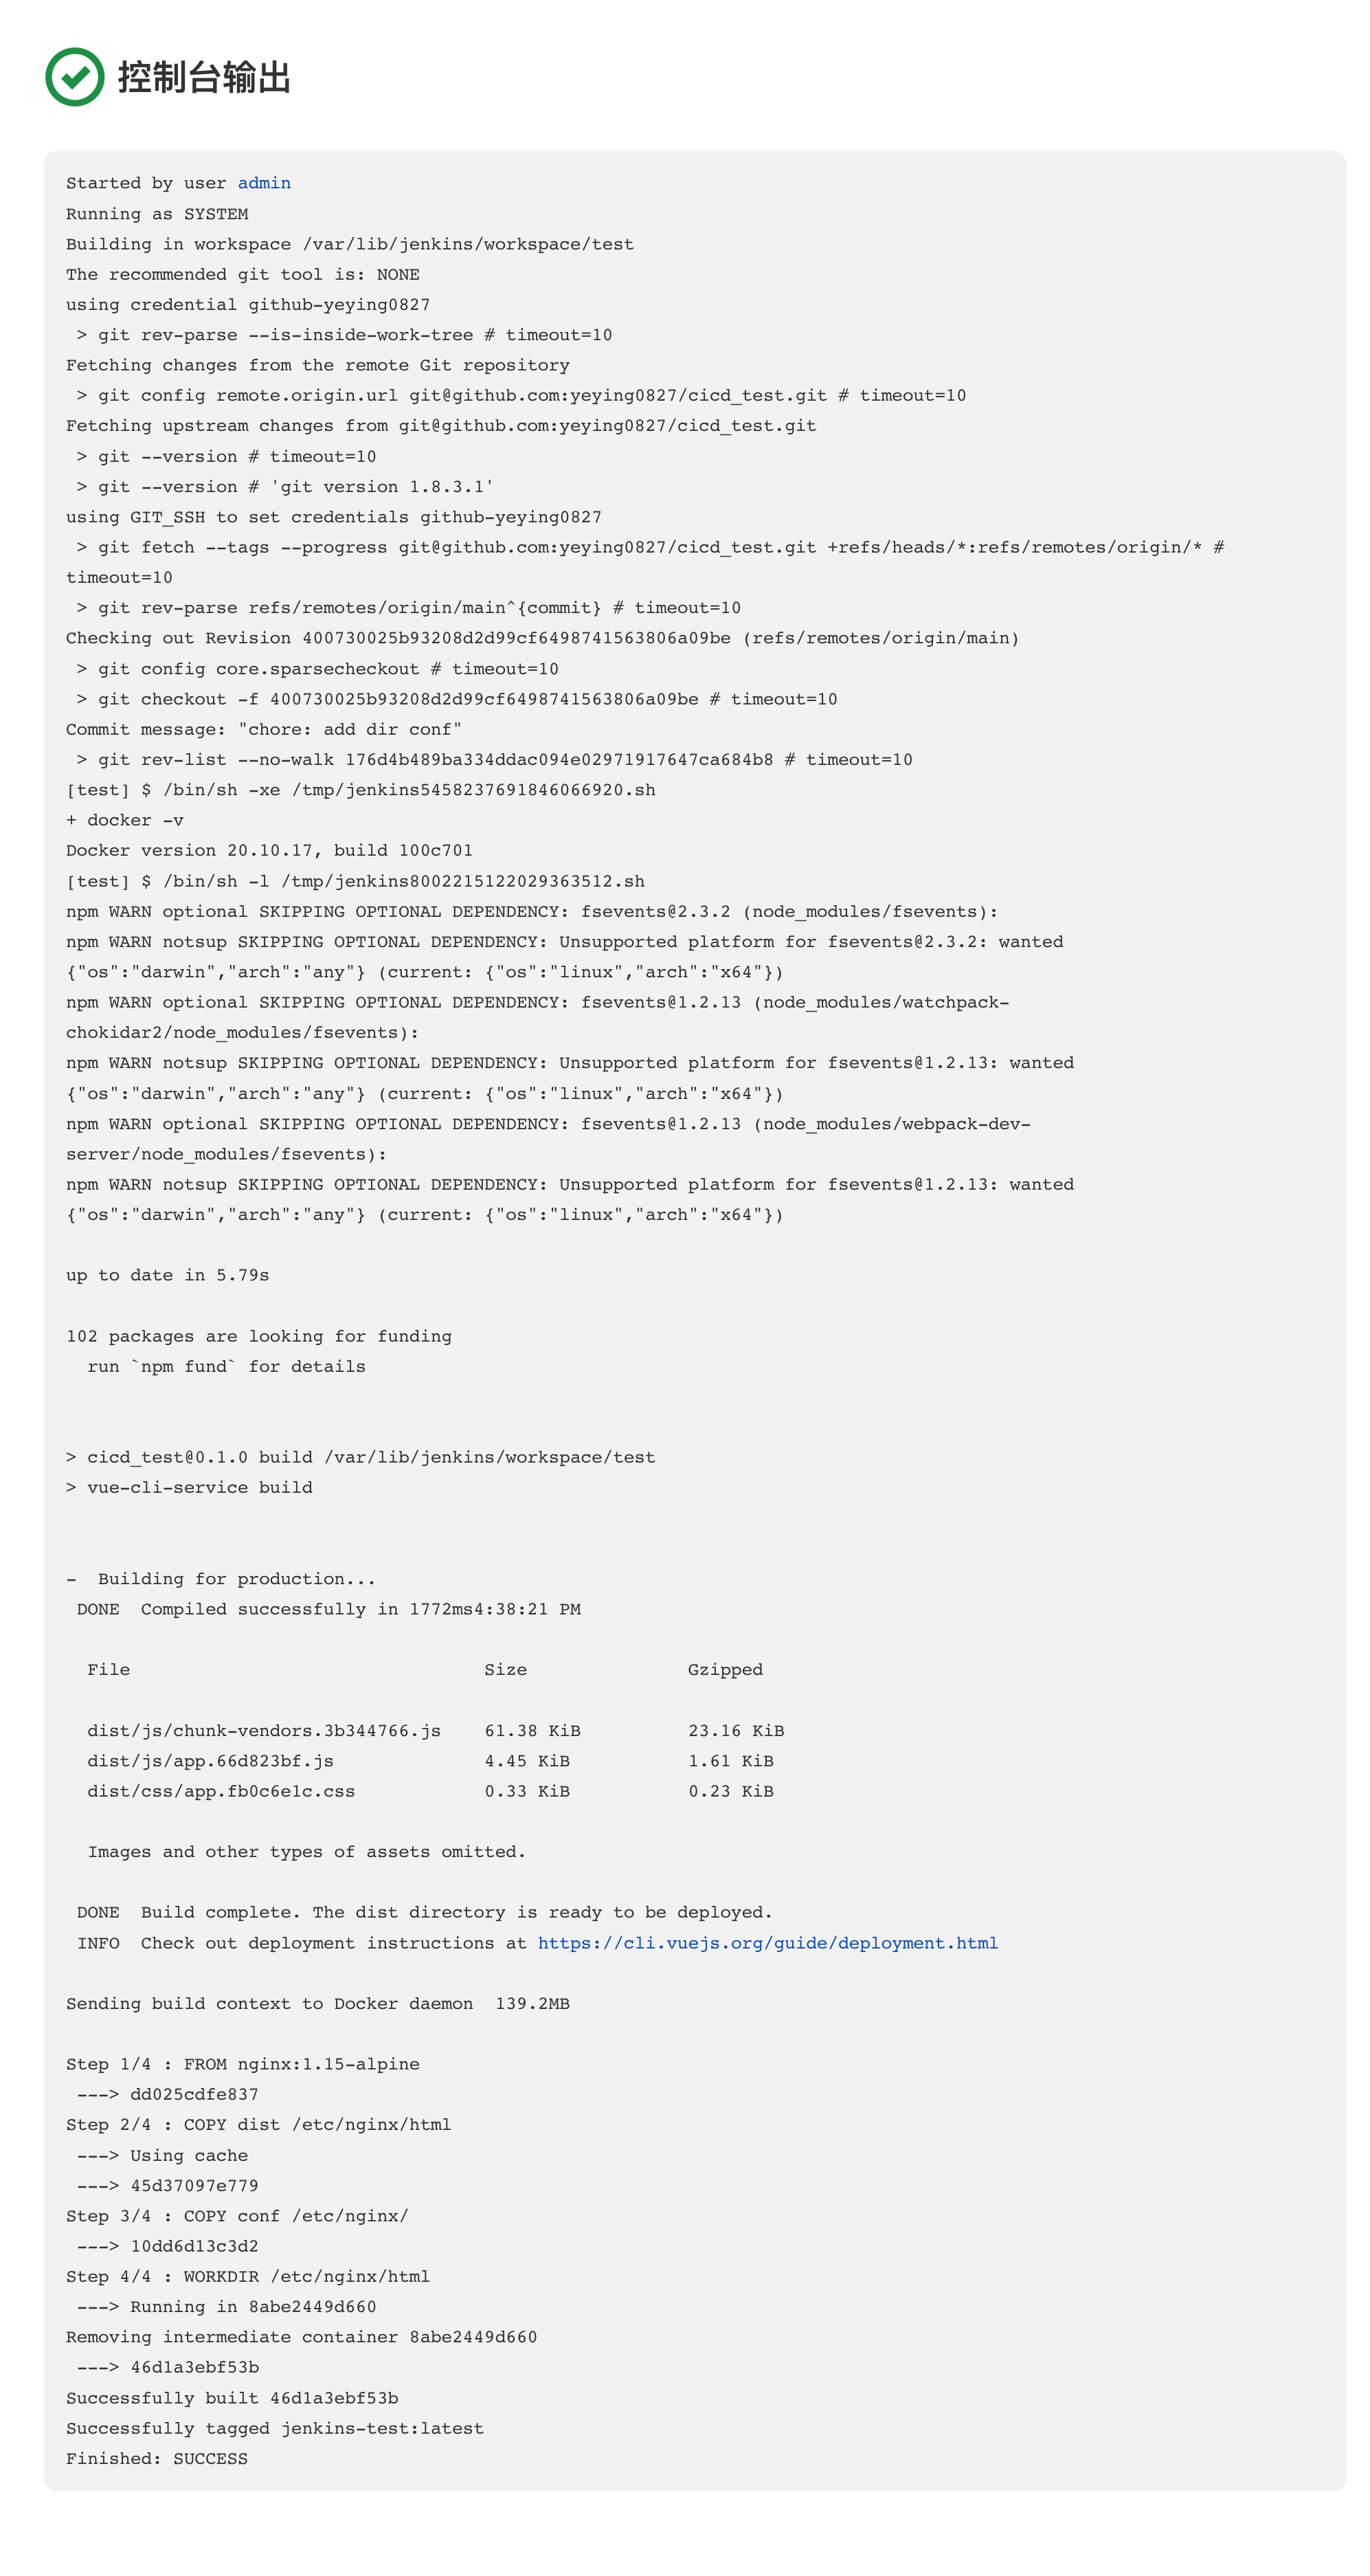 控制台输出
Started by user admin
Running as SYSTEM
Building in workspace /var/lib/jenkins/workspace/test
The recommended git tool is: NONE
using credential github-yeying0827
 > git rev-parse --is-inside-work-tree # timeout=10
Fetching changes from the remote Git repository
 > git config remote.origin.url git@github.com:yeying0827/cicd_test.git # timeout=10
Fetching upstream changes from git@github.com:yeying0827/cicd_test.git
 > git --version # timeout=10
 > git --version # 'git version 1.8.3.1'
using GIT_SSH to set credentials github-yeying0827
 > git fetch --tags --progress git@github.com:yeying0827/cicd_test.git +refs/heads/*:refs/remotes/origin/* #
timeout=10
 > git rev-parse refs/remotes/origin/main^{commit} # timeout=10
Checking out Revision 400730025b93208d2d99cf6498741563806a09be (refs/remotes/origin/main)
 > git config core.sparsecheckout # timeout=10
 > git checkout -f 400730025b93208d2d99cf6498741563806a09be # timeout=10
Commit message: "chore: add dir conf"
 > git rev-list --no-walk 176d4b489ba334ddac094e02971917647ca684b8 # timeout=10
[test] $ /bin/sh -xe /tmp/jenkins5458237691846066920.sh
+ docker -v
Docker version 20.10.17, build 100c701
[test] $ /bin/sh -l /tmp/jenkins8002215122029363512.sh
npm WARN optional SKIPPING OPTIONAL DEPENDENCY: fsevents@2.3.2 (node_modules/fsevents):
npm WARN notsup SKIPPING OPTIONAL DEPENDENCY: Unsupported platform for fsevents@2.3.2: wanted
{"os":"darwin","arch":"any"} (current: {"os":"linux","arch":"x64"})
npm WARN optional SKIPPING OPTIONAL DEPENDENCY: fsevents@1.2.13 (node_modules/watchpack-
chokidar2/node_modules/fsevents):
npm WARN notsup SKIPPING OPTIONAL DEPENDENCY: Unsupported platform for fsevents@1.2.13: wanted
{"os":"darwin","arch":"any"} (current: {"os":"linux","arch":"x64"})
npm WARN optional SKIPPING OPTIONAL DEPENDENCY: fsevents@1.2.13 (node_modules/webpack-dev-
server/node_modules/fsevents):
npm WARN notsup SKIPPING OPTIONAL DEPENDENCY: Unsupported platform for fsevents@1.2.13: wanted
{"os":"darwin","arch":"any"} (current: {"os":"linux","arch":"x64"})
up to date in 5.79s
102 packages are looking for funding
  run `npm fund` for details
> cicd_test@0.1.0 build /var/lib/jenkins/workspace/test
> vue-cli-service build
-  Building for production...
 DONE  Compiled successfully in 1772ms4:38:21 PM
  File                                 Size               Gzipped
  dist/js/chunk-vendors.3b344766.js    61.38 KiB          23.16 KiB
  dist/js/app.66d823bf.js              4.45 KiB           1.61 KiB
  dist/css/app.fb0c6e1c.css            0.33 KiB           0.23 KiB
  Images and other types of assets omitted.
 DONE  Build complete. The dist directory is ready to be deployed.
 INFO  Check out deployment instructions at https://cli.vuejs.org/guide/deployment.html
Sending build context to Docker daemon  139.2MB
Step 1/4 : FROM nginx:1.15-alpine
 ---> dd025cdfe837
Step 2/4 : COPY dist /etc/nginx/html
 ---> Using cache
 ---> 45d37097e779
Step 3/4 : COPY conf /etc/nginx/
 ---> 10dd6d13c3d2
Step 4/4 : WORKDIR /etc/nginx/html
 ---> Running in 8abe2449d660
Removing intermediate container 8abe2449d660
 ---> 46d1a3ebf53b
Successfully built 46d1a3ebf53b
Successfully tagged jenkins-test:latest
Finished: SUCCESS